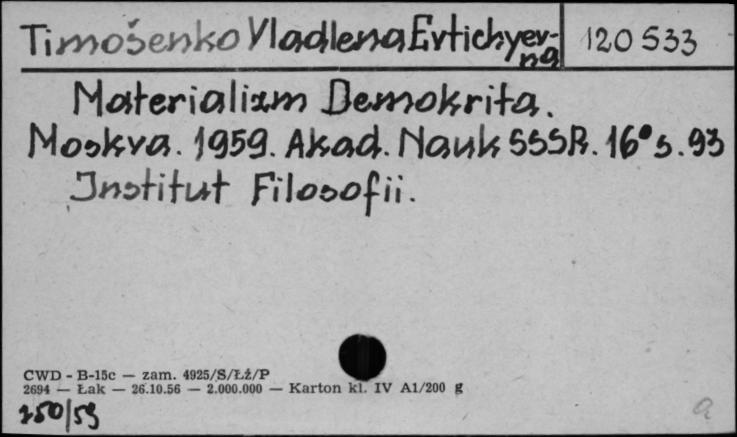 Timošenko Vladlena Evtichyev-
na
120 533
Materializm Demokrita.
Moskva. 1959. Akad. Nauk SSSR. 16° s. 93
Institut Filosofii.
CWD - B-15c — zam. 4925/S/Łź/P
2694 — Łak — 26.10.56 — 2.000.000 — Karton kl. IV A1/200 g
250/59
a